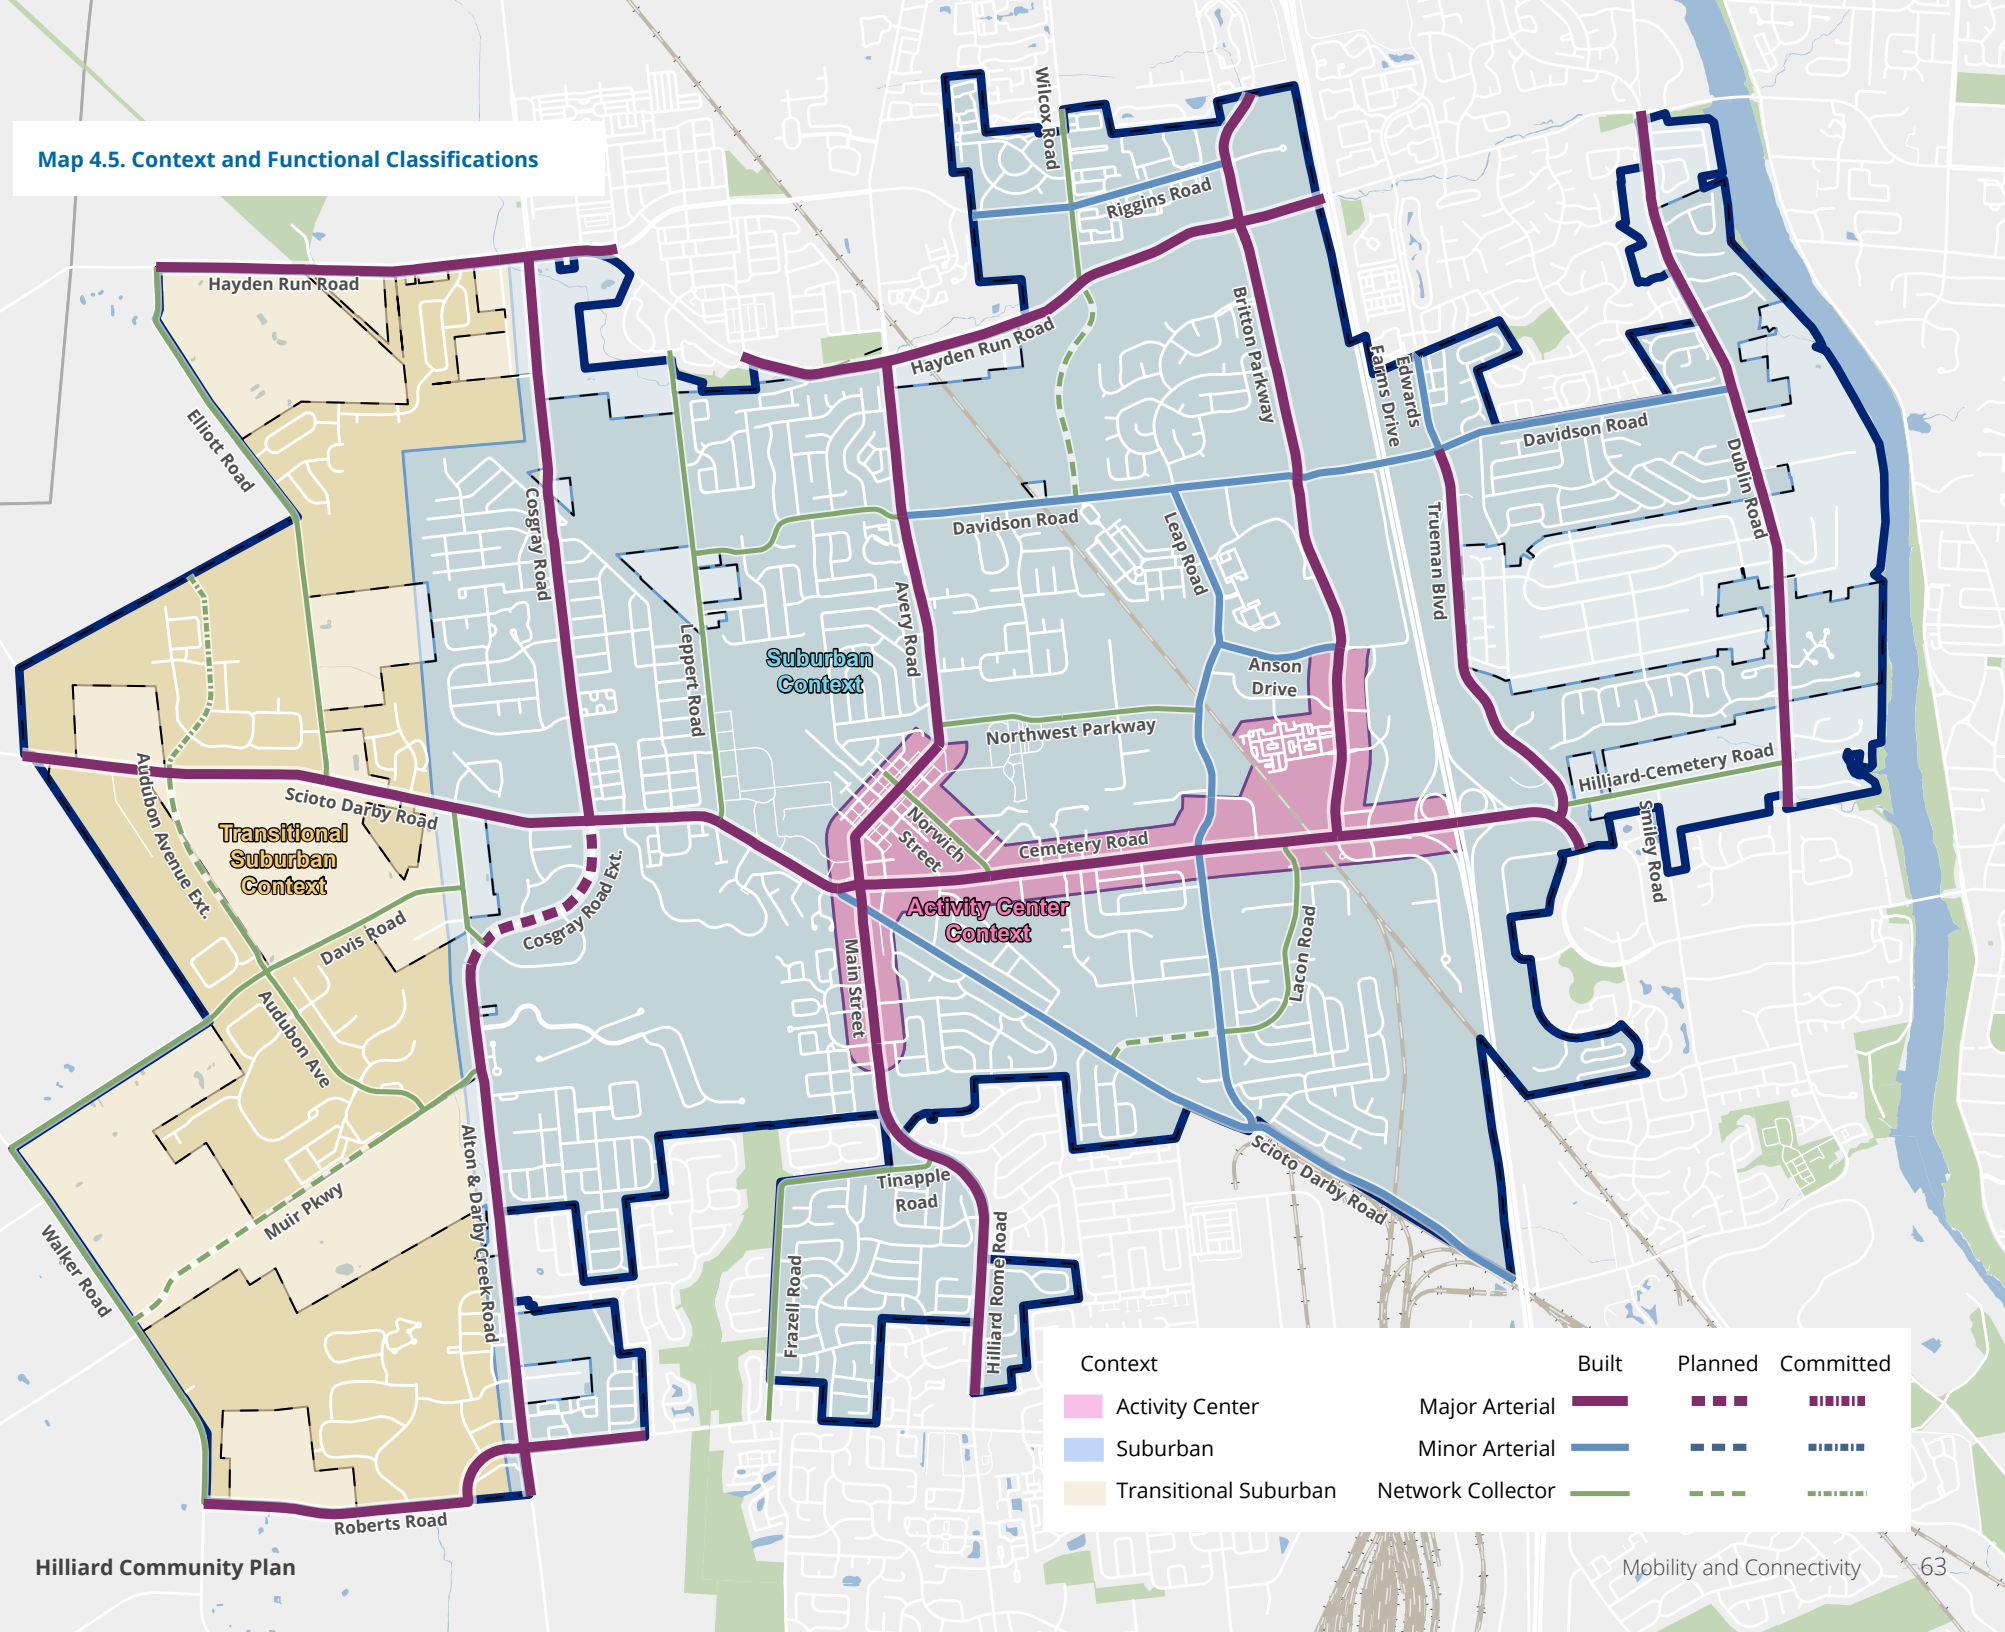 Map 4.5. Context and Functional Classifications
Wilcox Road
Riggins Road
Hayden Run Road
Hayden Run Road
Britton Parkway
Edwards
Farms Drive
Elliott Road
Davidson Road
Dublin Road
Cosgray Road
Davidson Road
Leap Road
Trueman Blvd
Avery Road
Leppert Road
Suburban
Context
Anson
Drive
Northwest Parkway
Audubon Avenue Ext.
Scioto Darby Road
Hilliard-Cemetery Road
Smiley Road
Transitional
Suburban
Context
Norwich
Street
Cemetery Road
Cosgray Road Ext.
Activity Center
Context
Davis Road
Main Street
Lacon Road
Audubon Ave
Alton & Darby Creek Road
Scioto Darby Road
Tinapple
Road
Muir Pkwy
Walker Road
Frazell Road
Hilliard Rome Road
Roberts Road
Context
Activity Center
Suburban
Transitional Suburban
Built Planned Committed
Major Arterial
Minor Arterial
Network Collector
Hilliard Community Plan
Mobility and Connectivity 63